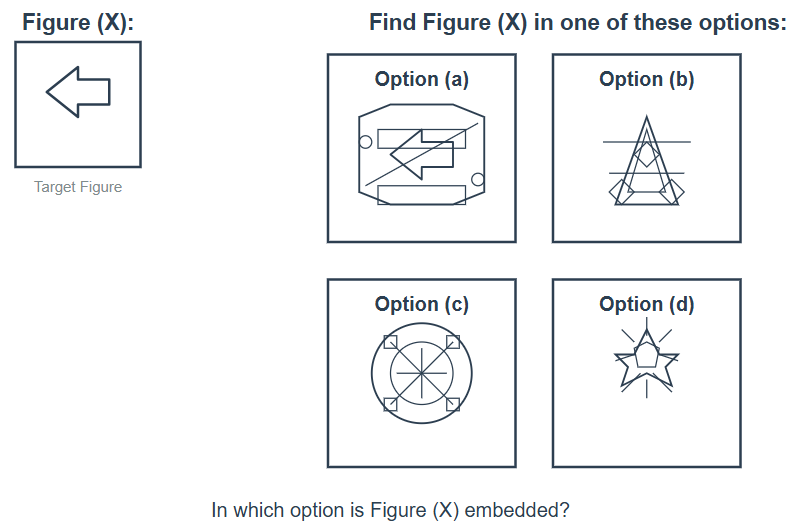 Figure (X):
Find Figure (X) in one of these options:
Option (a)
Option (b)
Target Figure
Option (c)
Option (d)
In which option is Figure (X) embedded?